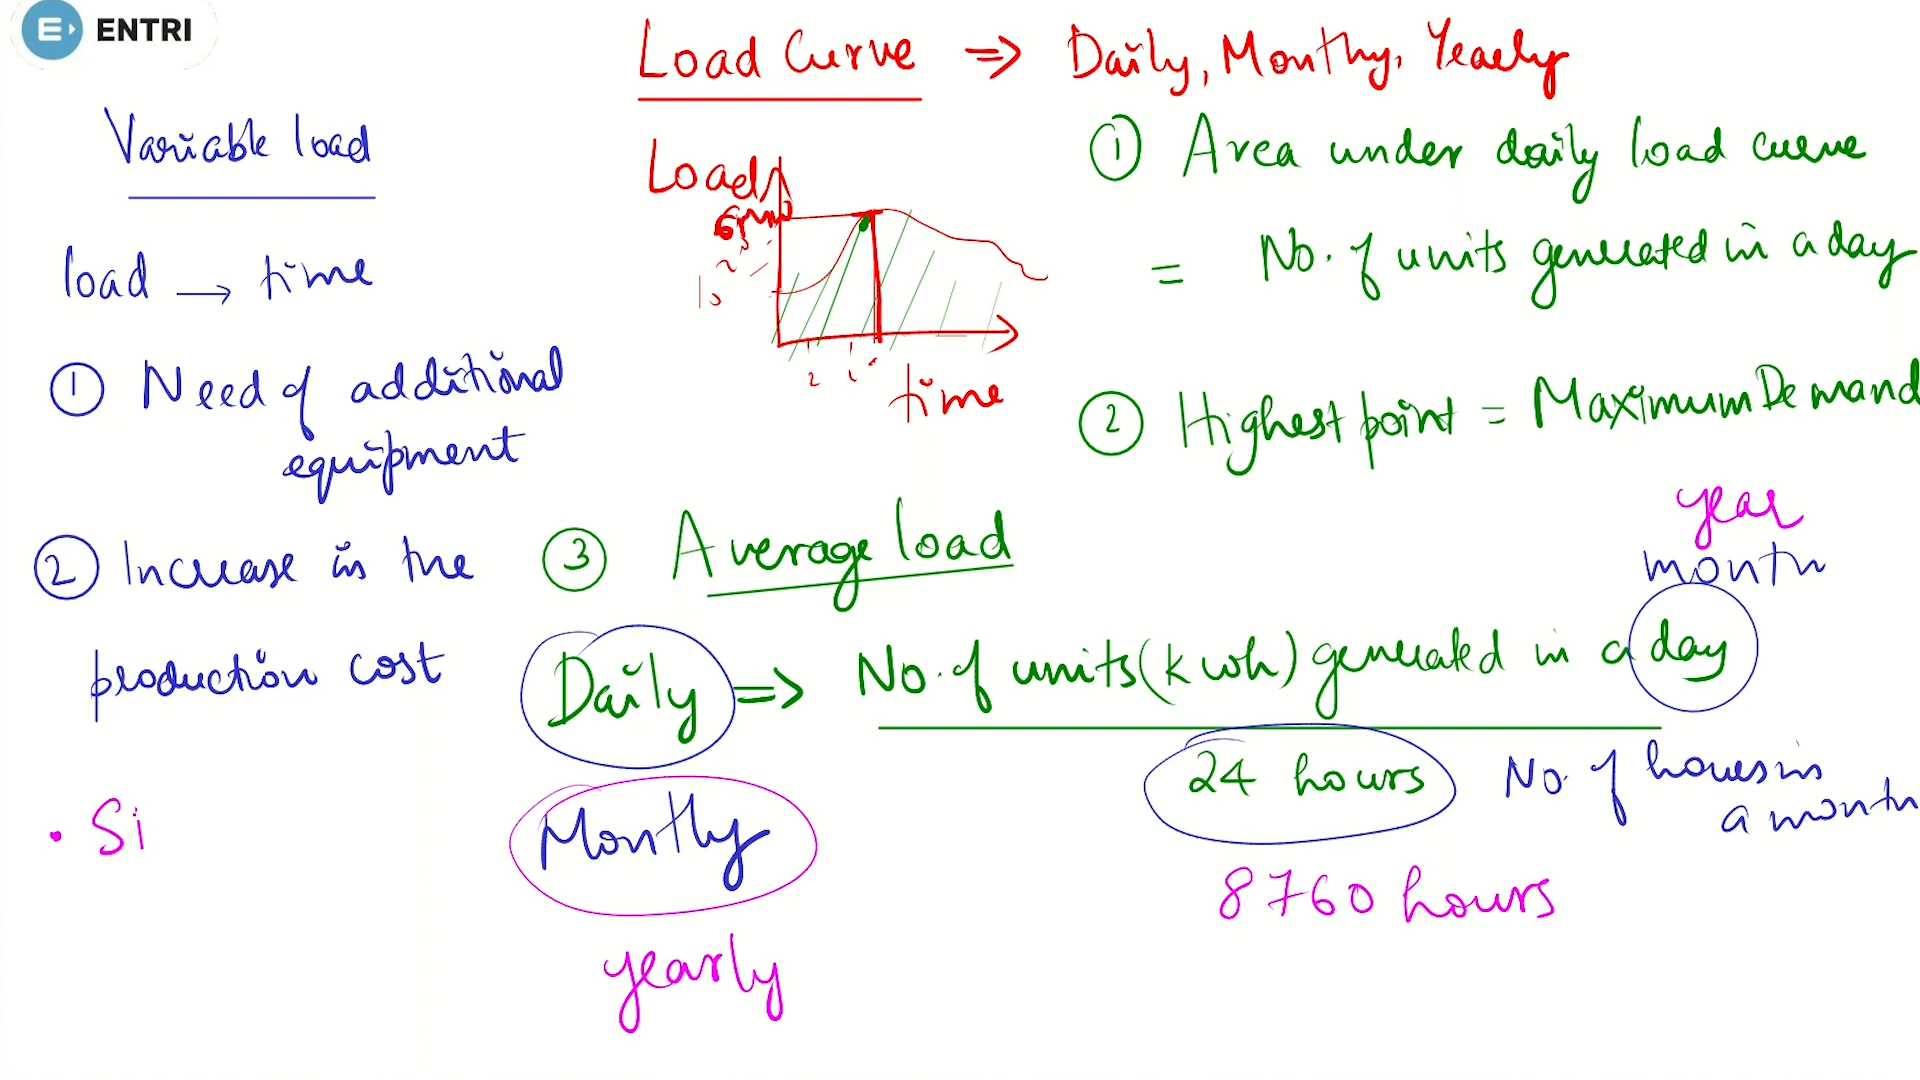 ENTRI
Load Curve ⇒ Daily, Monthy, Yearly
Variable load
load → time
① Need of additional
equipment
② Increase in the
production cost
• Si
Load
time
① Area under daily load curve
= No. of units generated in a day
② Highest point = Maximum Demand
③ Average load
year
month
Daily ⇒ No. of units (kwh) generated in a day
24 hours No. of hours in
a month
Montly
8760 hours
yearly